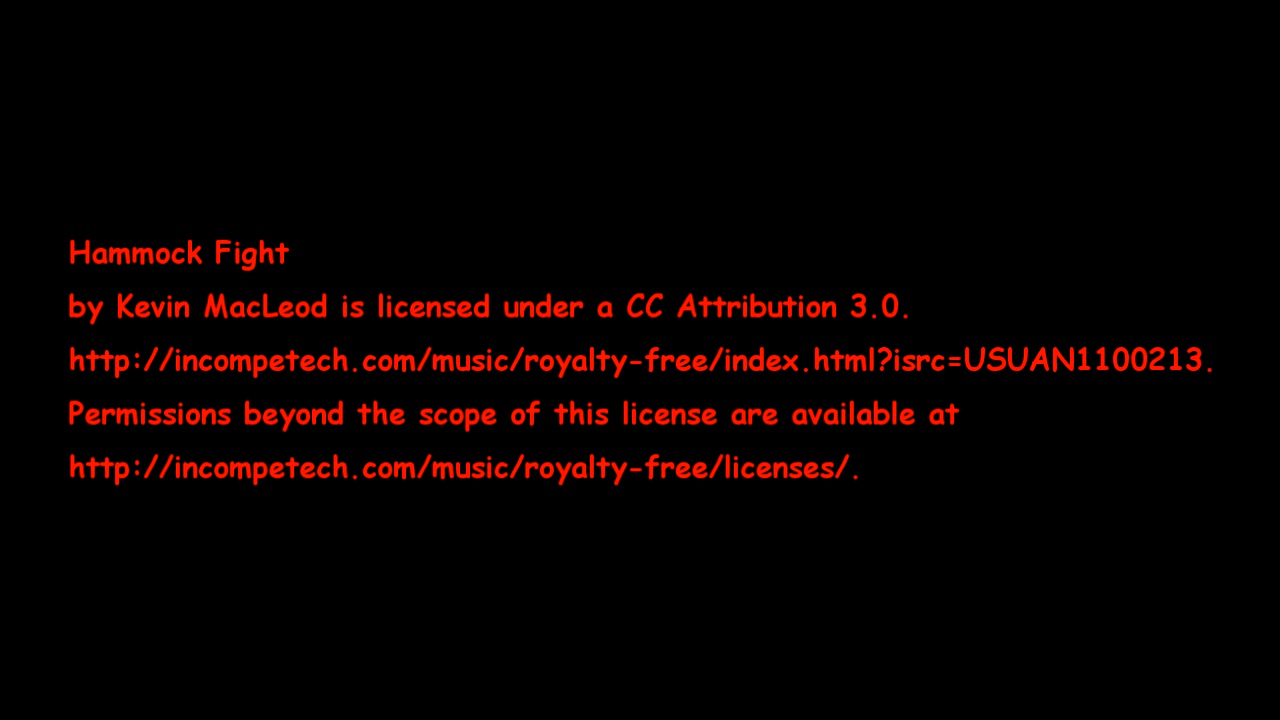 Hammock Fight
by Kevin MacLeod is licensed under a CC Attribution 3.0.
http://incompetech.com/music/royalty-free/index.html?isrc=USUAN1100213.
Permissions beyond the scope of this license are available at
http://incompetech.com/music/royalty-free/licenses/.